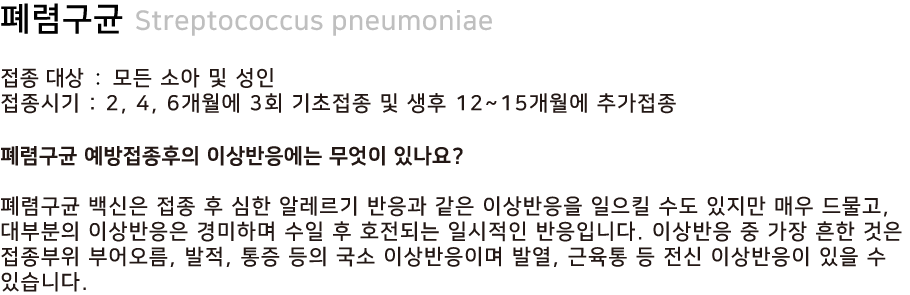 폐렴구균 Streptococcus pneumoniae
접종 대상 : 모든 소아 및 성인
접종시기 : 2, 4, 6개월에 3회 기초접종 및 생후 12~15개월에 추가접종
폐렴구균 예방접종후의 이상반응에는 무엇이 있나요?
폐렴구균 백신은 접종 후 심한 알레르기 반응과 같은 이상반응을 일으킬 수도 있지만 매우 드물고,
대부분의 이상반응은 경미하며 수일 후 호전되는 일시적인 반응입니다. 이상반응 중 가장 흔한 것은
접종부위 부어오름, 발적, 통증 등의 국소 이상반응이며 발열, 근육통 등 전신 이상반응이 있을 수
있습니다.